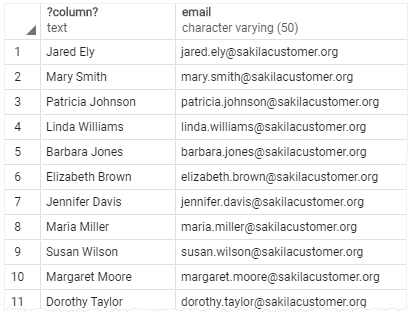 ?column? email
text character varying (50)
1 Jared Ely jared.ely@sakilacustomer.org
2 Mary Smith mary.smith@sakilacustomer.org
3 Patricia Johnson patricia.johnson@sakilacustomer.org
4 Linda Williams linda.williams@sakilacustomer.org
5 Barbara Jones barbara.jones@sakilacustomer.org
6 Elizabeth Brown elizabeth.brown@sakilacustomer.org
7 Jennifer Davis jennifer.davis@sakilacustomer.org
8 Maria Miller maria.miller@sakilacustomer.org
9 Susan Wilson susan.wilson@sakilacustomer.org
10 Margaret Moore margaret.moore@sakilacustomer.org
11 Dorothy Taylor dorothy.taylor@sakilacustomer.org